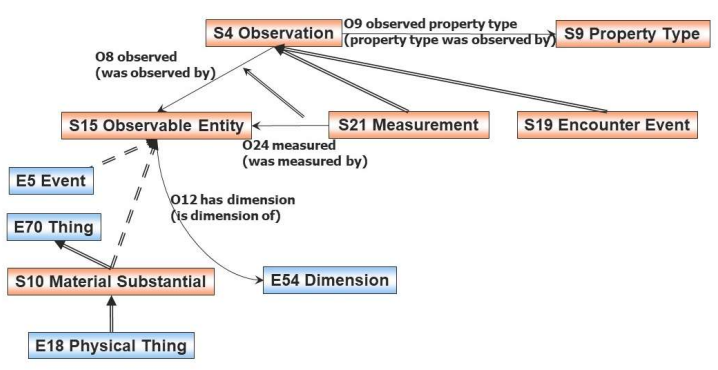 S4 Observation
O9 observed property type
(property type was observed by)
S9 Property Type
O8 observed
(was observed by)
S15 Observable Entity
S21 Measurement
S19 Encounter Event
O24 measured
(was measured by)
E5 Event
O12 has dimension
(is dimension of)
E70 Thing
S10 Material Substantial
E54 Dimension
E18 Physical Thing